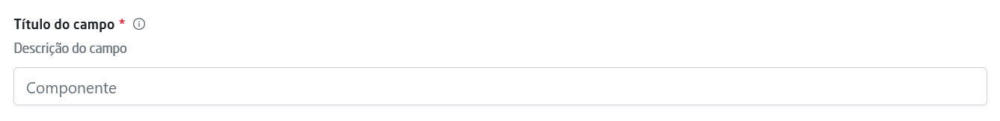 Título do campo *
Descrição do campo
Componente